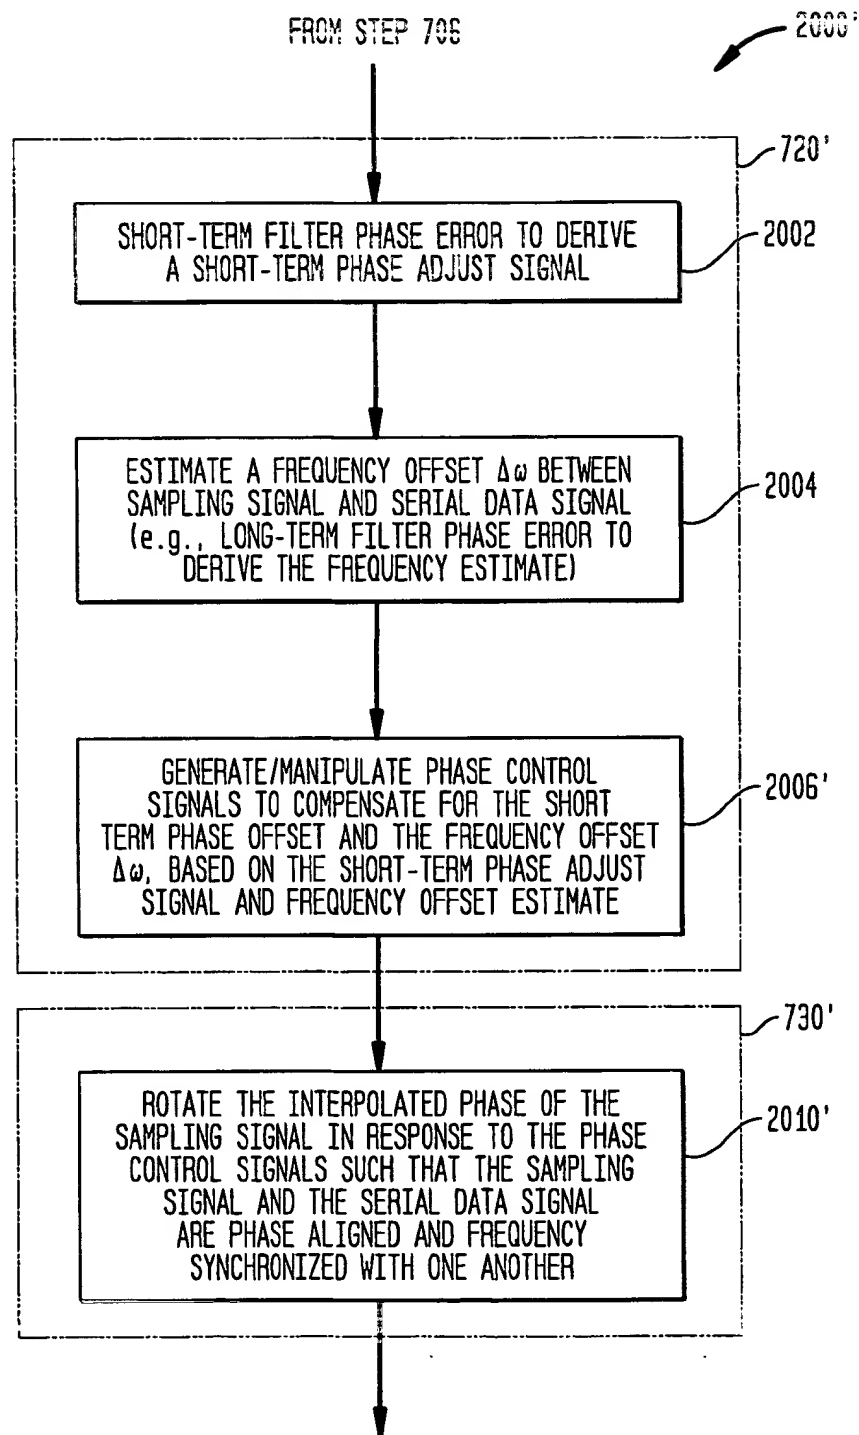 FROM STEP 706
2000'
720'
SHORT-TERM FILTER PHASE ERROR TO DERIVE
A SHORT-TERM PHASE ADJUST SIGNAL
2002
ESTIMATE A FREQUENCY OFFSET Δω BETWEEN
SAMPLING SIGNAL AND SERIAL DATA SIGNAL
(e.g., LONG-TERM FILTER PHASE ERROR TO
DERIVE THE FREQUENCY ESTIMATE)
2004
GENERATE/MANIPULATE PHASE CONTROL
SIGNALS TO COMPENSATE FOR THE SHORT
TERM PHASE OFFSET AND THE FREQUENCY OFFSET
Δω, BASED ON THE SHORT-TERM PHASE ADJUST
SIGNAL AND FREQUENCY OFFSET ESTIMATE
2006'
730'
ROTATE THE INTERPOLATED PHASE OF THE
SAMPLING SIGNAL IN RESPONSE TO THE PHASE
CONTROL SIGNALS SUCH THAT THE SAMPLING
SIGNAL AND THE SERIAL DATA SIGNAL
ARE PHASE ALIGNED AND FREQUENCY
SYNCHRONIZED WITH ONE ANOTHER
2010'